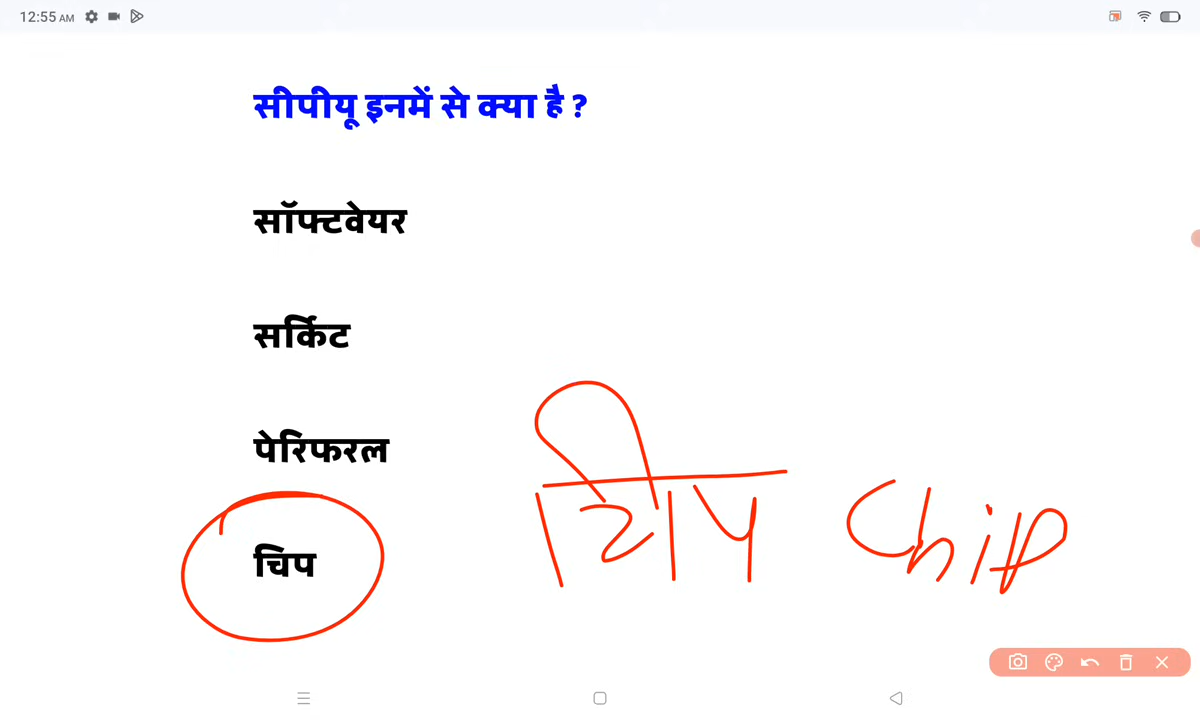 12:55 AM
सीपीयू इनमें से क्या है ?
सॉफ्टवेयर
सर्किट
पेरिफरल
चिप
चिप Chip